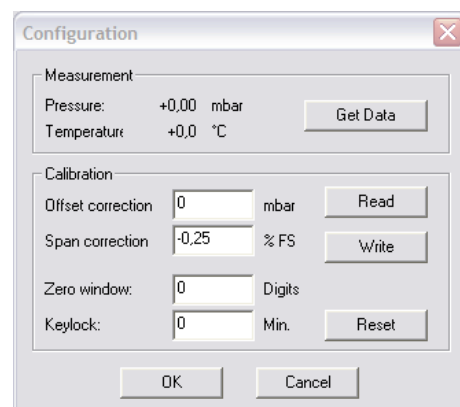 Configuration
Measurement
Pressure: +0,00 mbar
Get Data
Temperature +0,0 °C
Calibration
Offset correction 0 mbar Read
Span correction -0,25 % FS Write
Zero window: 0 Digits
Keylock: 0 Min. Reset
OK Cancel